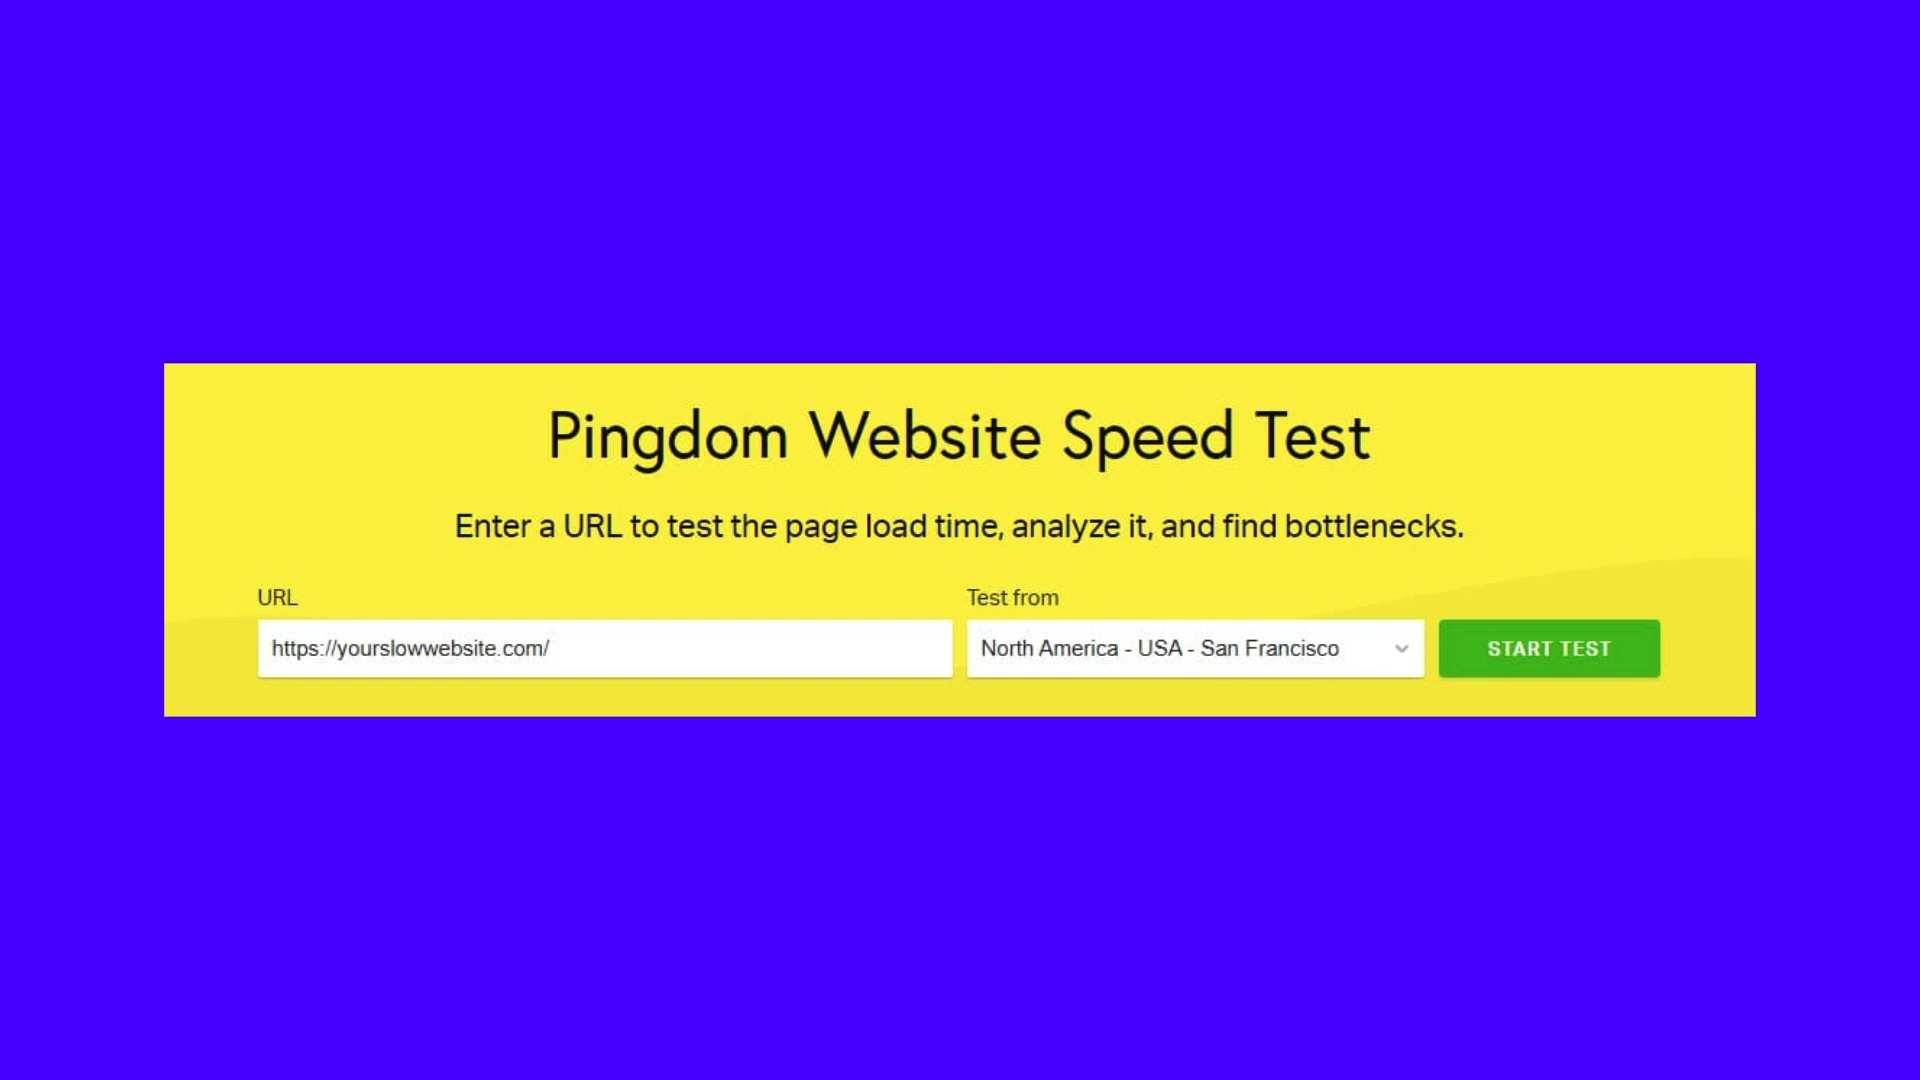 Pingdom Website Speed Test
Enter a URL to test the page load time, analyze it, and find bottlenecks.
URL
Test from
https://yourslowwebsite.com/
North America - USA - San Francisco
START TEST